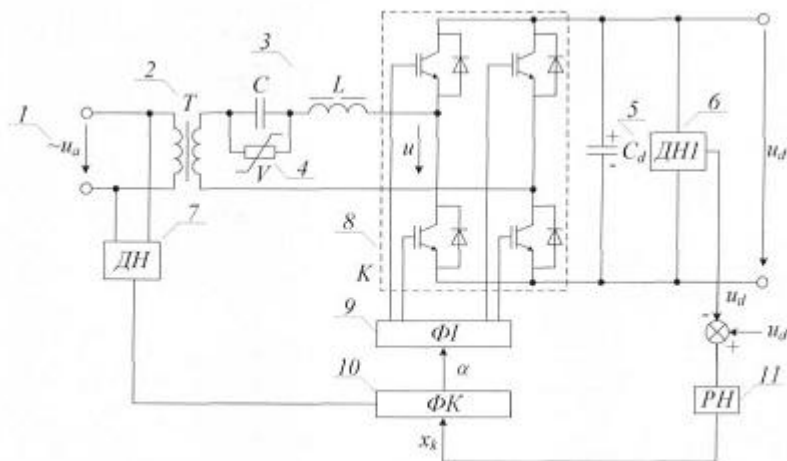 3
2
T
C
L
1
~uₐ
4
V
u
5
+
C_d
-
6
ДН1
u_d
7
ДН
8
K
9
ФІ
u_d
-
+
u_d
10
α
ФК
11
РН
x_k